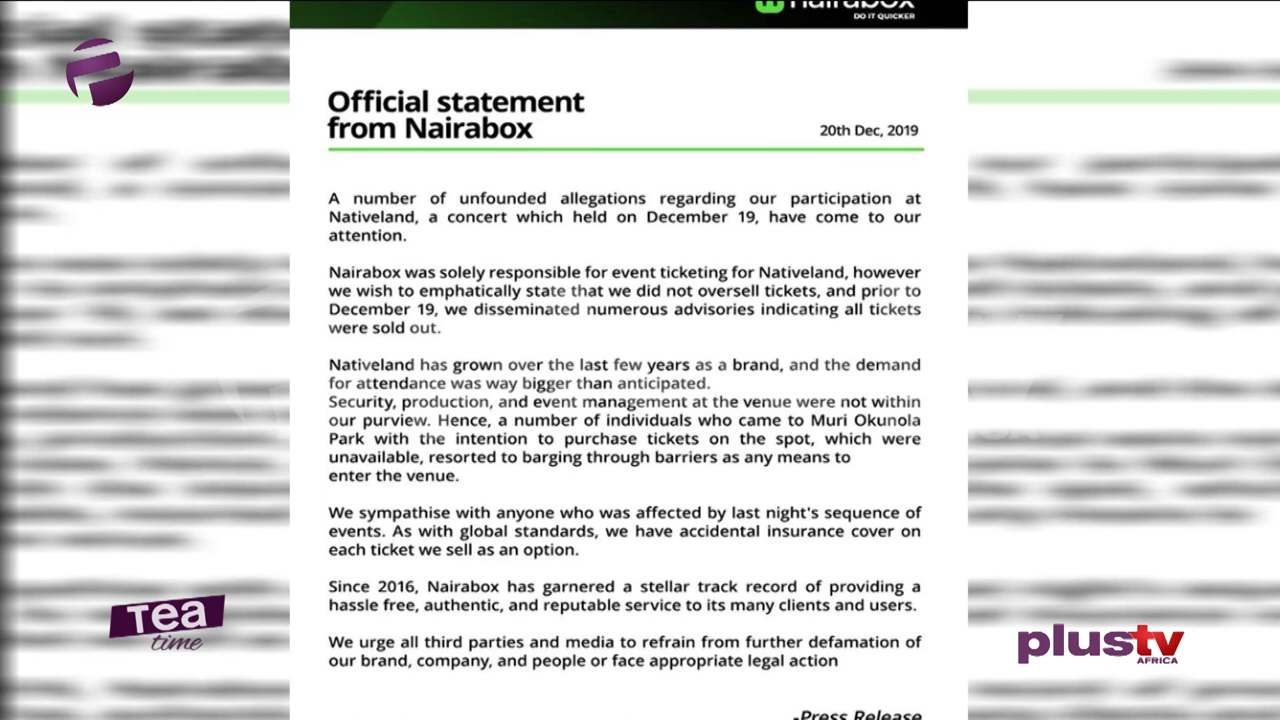 nairabox
DO IT QUICKER
Official statement
from Nairabox
20th Dec, 2019
A number of unfounded allegations regarding our participation at
Nativeland, a concert which held on December 19, have come to our
attention.
Nairabox was solely responsible for event ticketing for Nativeland, however
we wish to emphatically state that we did not oversell tickets, and prior to
December 19, we disseminated numerous advisories indicating all tickets
were sold out.
Nativeland has grown over the last few years as a brand, and the demand
for attendance was way bigger than anticipated.
Security, production, and event management at the venue were not within
our purview. Hence, a number of individuals who came to Muri Okunola
Park with the intention to purchase tickets on the spot, which were
unavailable, resorted to barging through barriers as any means to
enter the venue.
We sympathise with anyone who was affected by last night's sequence of
events. As with global standards, we have accidental insurance cover on
each ticket we sell as an option.
Since 2016, Nairabox has garnered a stellar track record of providing a
hassle free, authentic, and reputable service to its many clients and users.
We urge all third parties and media to refrain from further defamation of
our brand, company, and people or face appropriate legal action
-Press Release
Tea
time
plustv
AFRICA